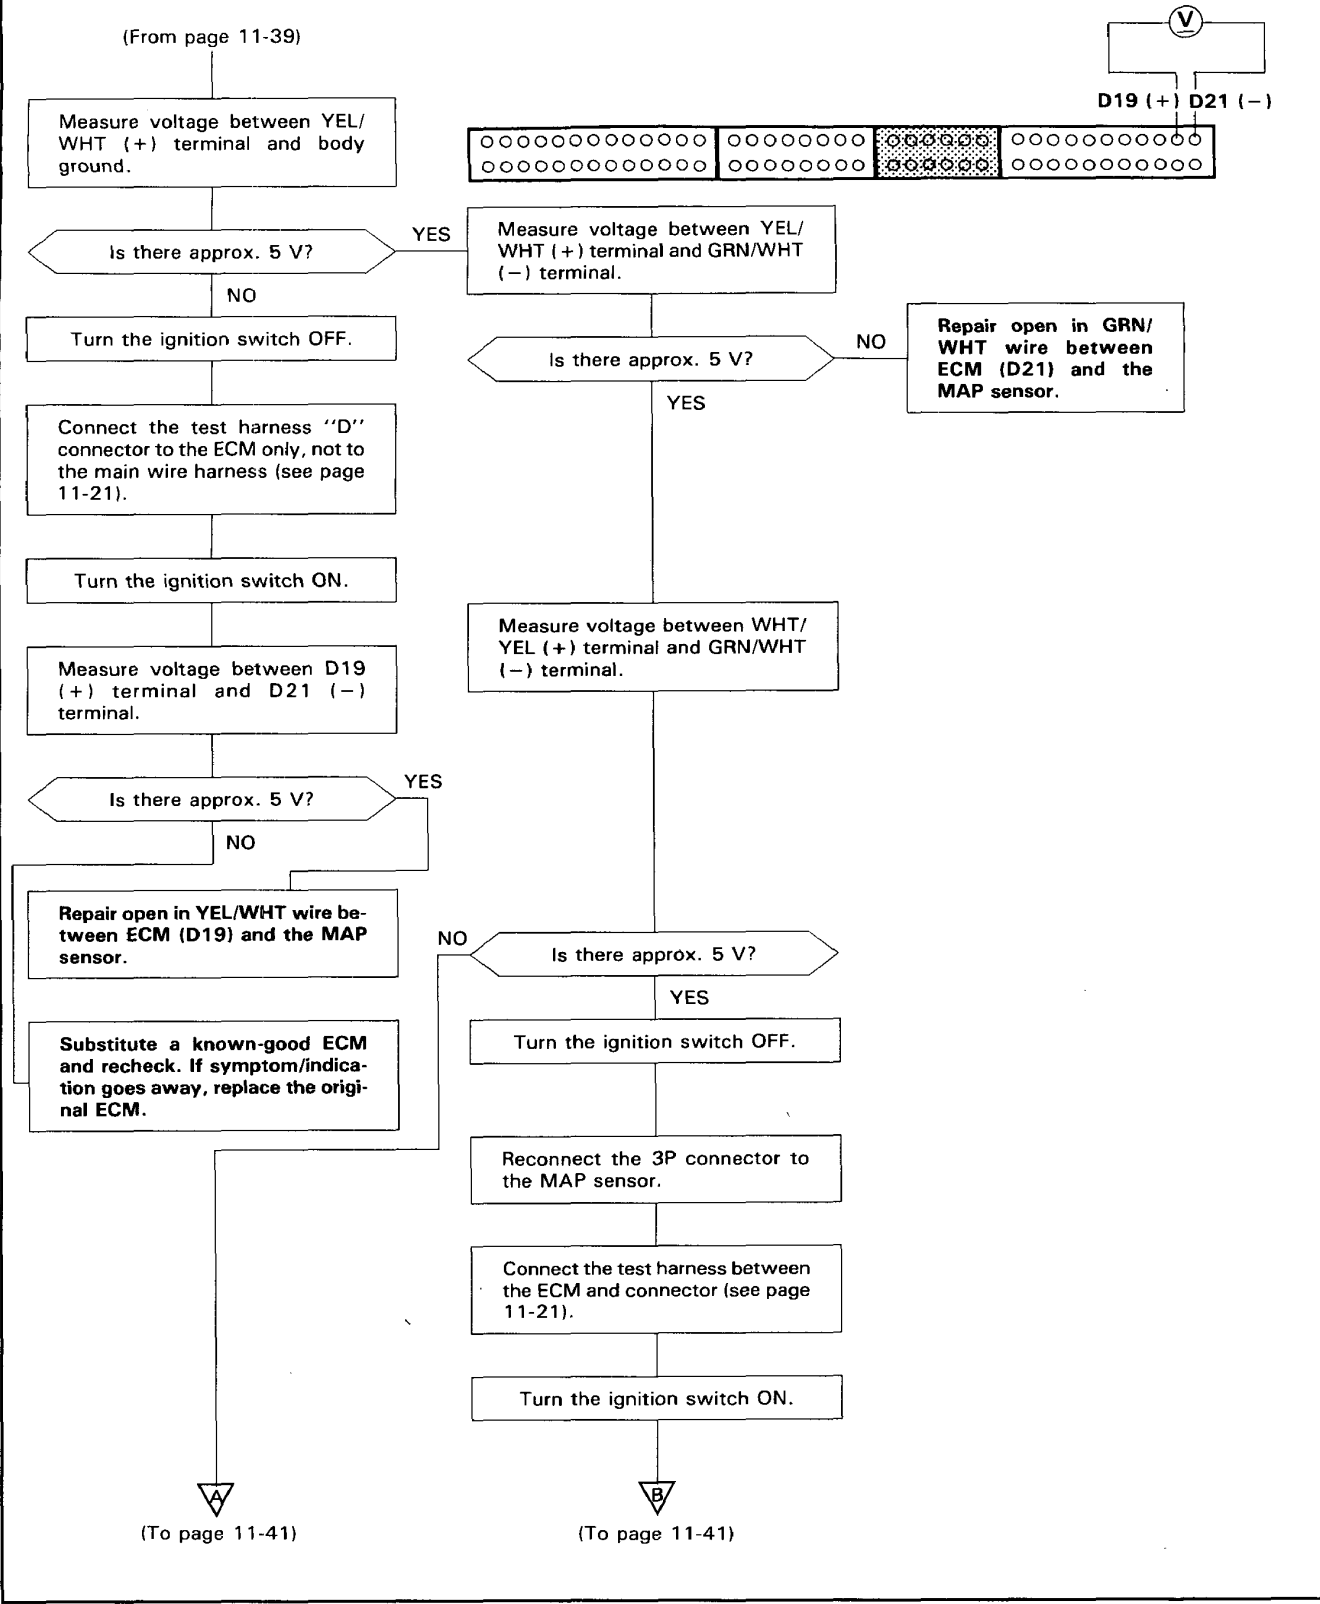 (From page 11-39)
V
D19 (+) D21 (−)
Measure voltage between YEL/
WHT (+) terminal and body
ground.
Is there approx. 5 V?
YES
NO
Turn the ignition switch OFF.
Connect the test harness "D"
connector to the ECM only, not to
the main wire harness (see page
11-21).
Turn the ignition switch ON.
Measure voltage between D19
(+) terminal and D21 (−)
terminal.
Is there approx. 5 V?
YES
NO
Repair open in YEL/WHT wire be-
tween ECM (D19) and the MAP
sensor.
Substitute a known-good ECM
and recheck. If symptom/indica-
tion goes away, replace the origi-
nal ECM.
Measure voltage between YEL/
WHT (+) terminal and GRN/WHT
(−) terminal.
Is there approx. 5 V?
NO
YES
Repair open in GRN/
WHT wire between
ECM (D21) and the
MAP sensor.
Measure voltage between WHT/
YEL (+) terminal and GRN/WHT
(−) terminal.
NO
Is there approx. 5 V?
YES
Turn the ignition switch OFF.
Reconnect the 3P connector to
the MAP sensor.
Connect the test harness between
the ECM and connector (see page
11-21).
Turn the ignition switch ON.
A
(To page 11-41)
B
(To page 11-41)